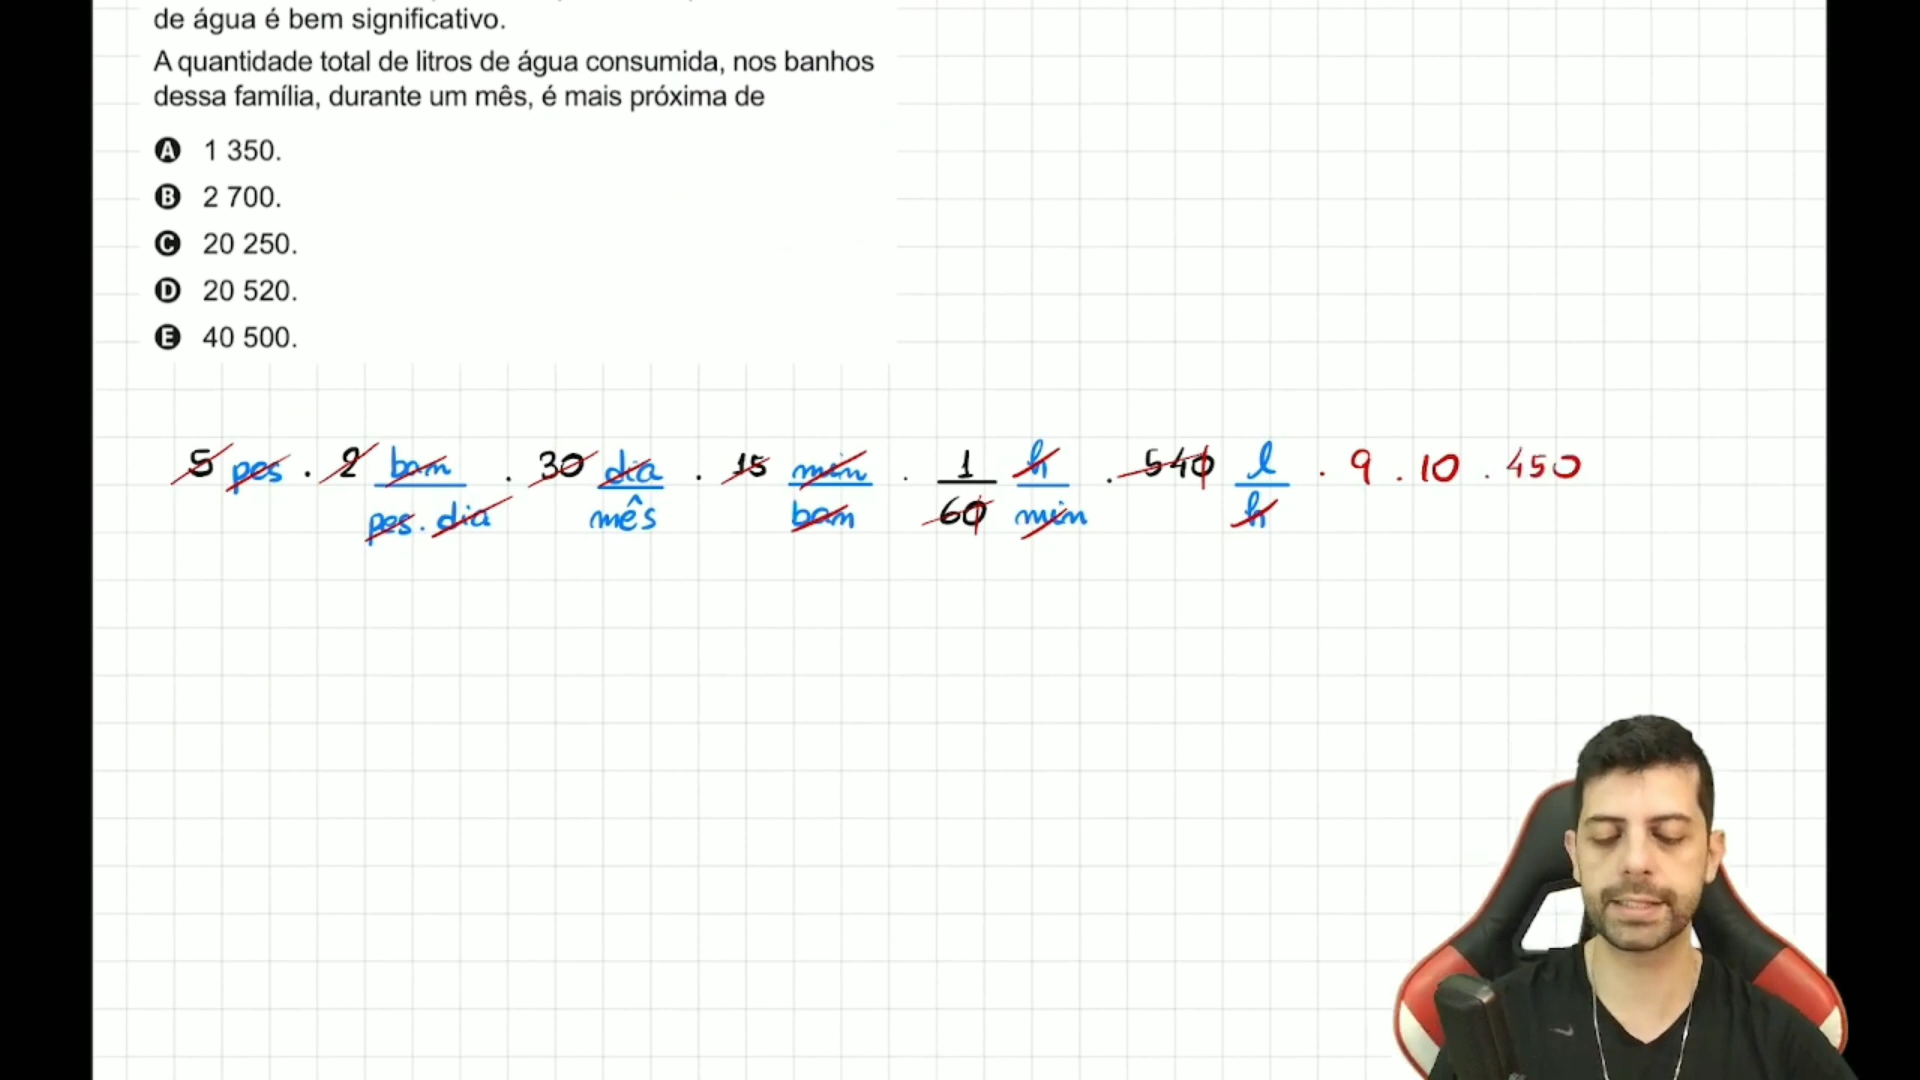 de água é bem significativo.
A quantidade total de litros de água consumida, nos banhos
dessa família, durante um mês, é mais próxima de
A 1 350.
B 2 700.
C 20 250.
D 20 520.
E 40 500.
5 pes . 2 ban/pes. dia . 30 dia/mês . 15 min/ban . 1/60 h/min . 540 l/h . 9 . 10 . 450